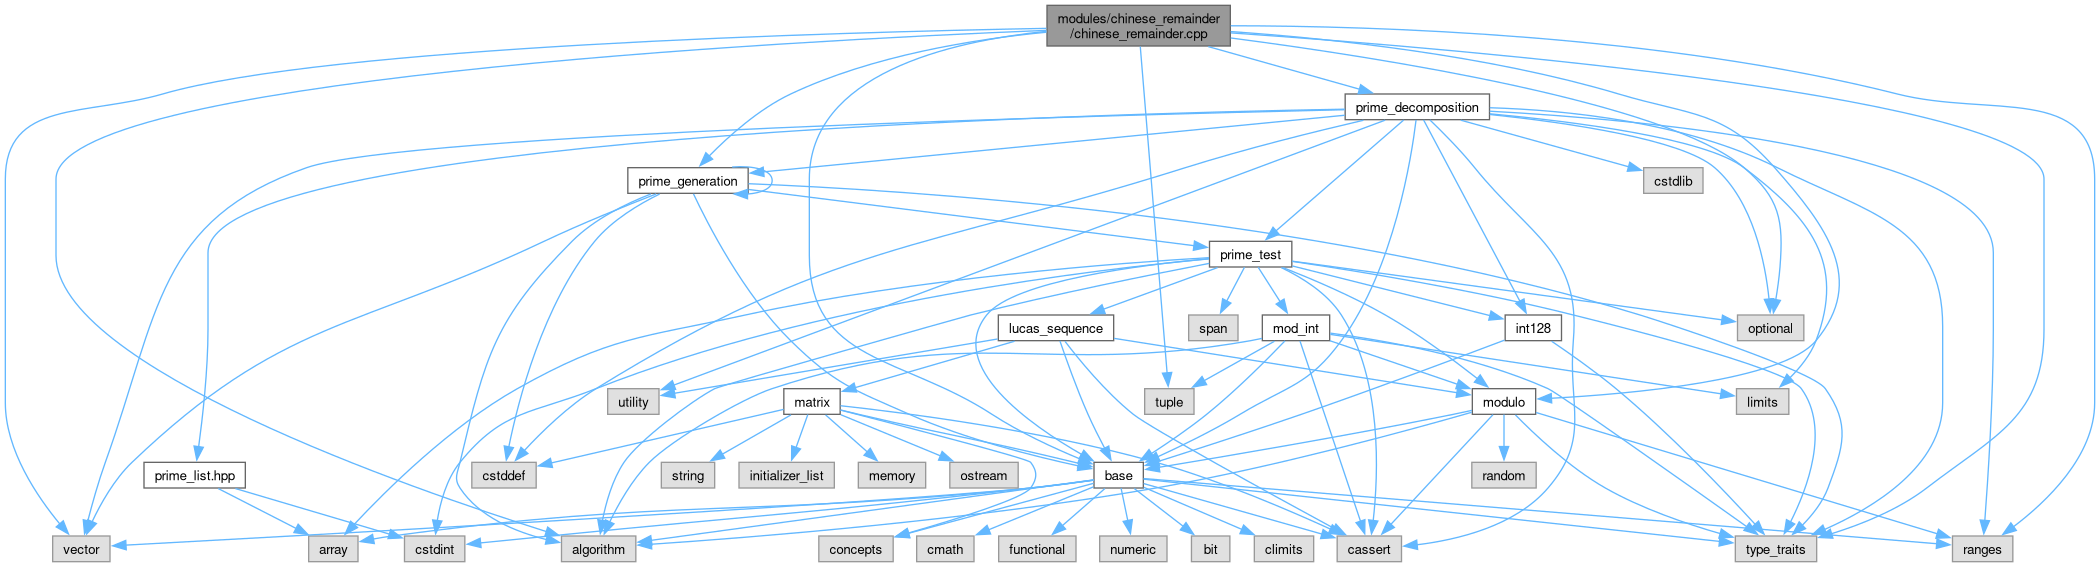 modules/chinese_remainder
/chinese_remainder.cpp
prime_decomposition
prime_generation
cstdlib
prime_test
lucas_sequence
span
mod_int
int128
optional
utility
matrix
tuple
modulo
limits
prime_list.hpp
cstddef
string
initializer_list
memory
ostream
base
random
vector
array
cstdint
algorithm
concepts
cmath
functional
numeric
bit
climits
cassert
type_traits
ranges